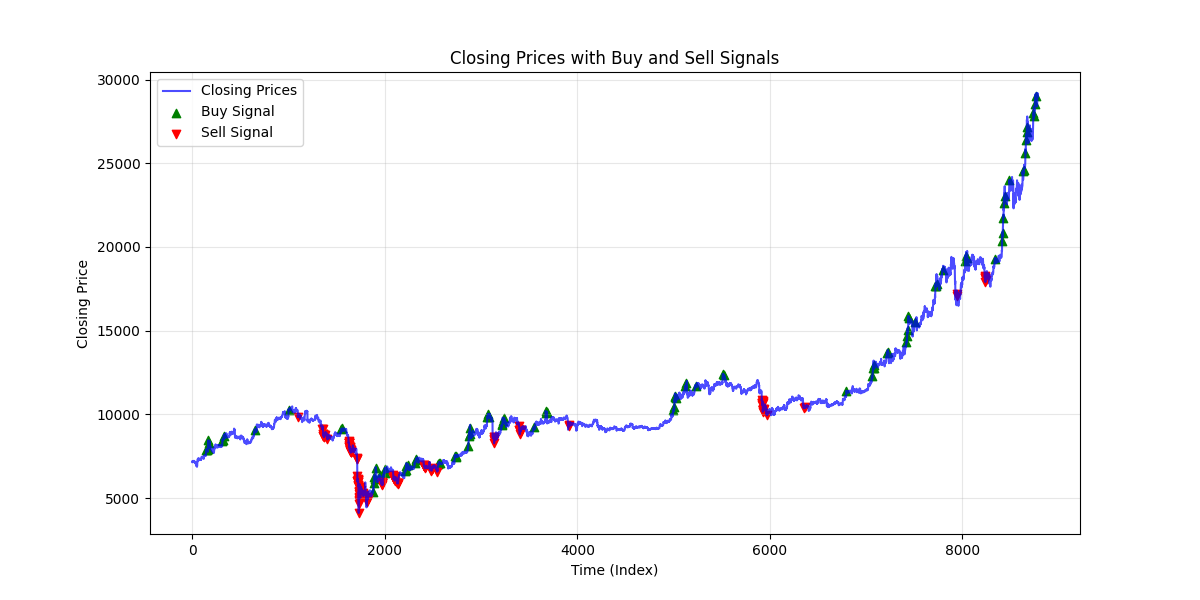 Closing Prices with Buy and Sell Signals
Closing Prices
Buy Signal
Sell Signal
30000
25000
20000
15000
10000
5000
Closing Price
0 2000 4000 6000 8000
Time (Index)